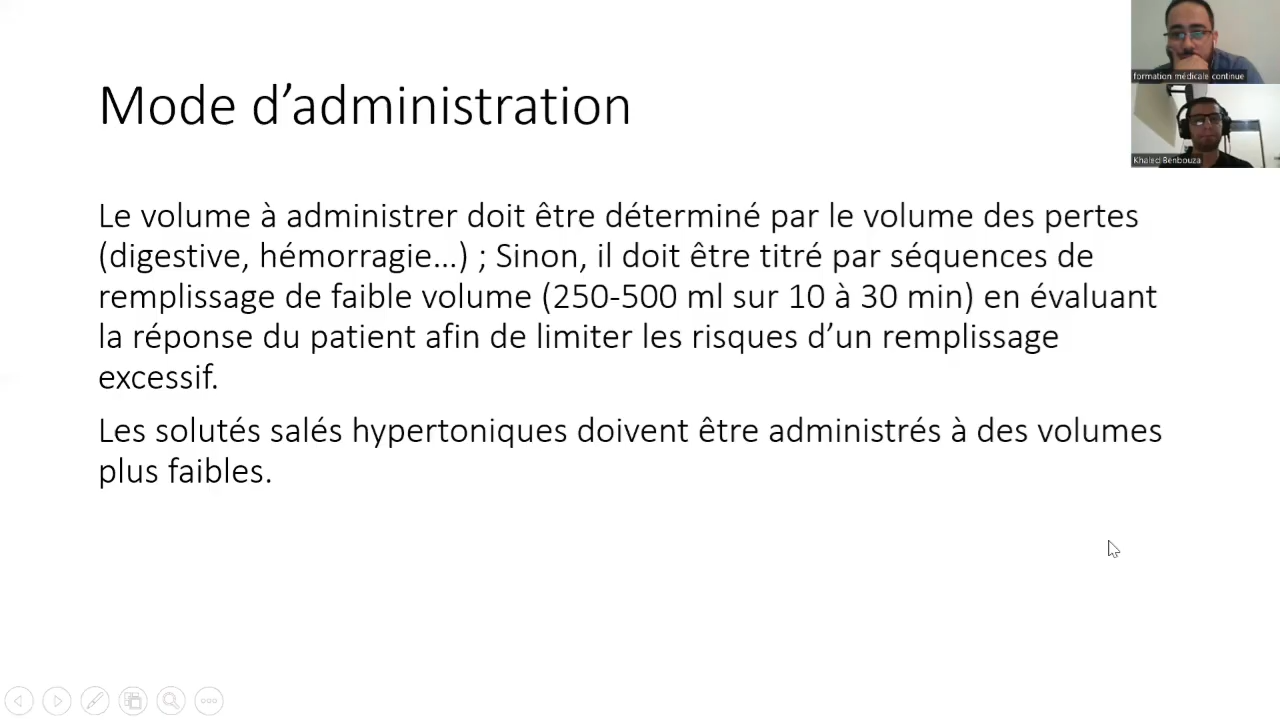 Mode d’administration
formation médicale continue
Khaled Benbouza
Le volume à administrer doit être déterminé par le volume des pertes
(digestive, hémorragie…) ; Sinon, il doit être titré par séquences de
remplissage de faible volume (250-500 ml sur 10 à 30 min) en évaluant
la réponse du patient afin de limiter les risques d’un remplissage
excessif.
Les solutés salés hypertoniques doivent être administrés à des volumes
plus faibles.